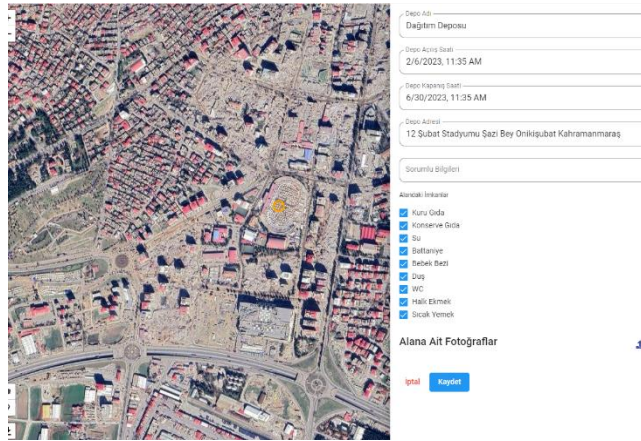 Depo Adı
Dağıtım Deposu
Depo Açılış Saati
2/6/2023, 11:35 AM
Depo Kapanış Saati
6/30/2023, 11:35 AM
Depo Adresi
12 Şubat Stadyumu Şazi Bey Onikişubat Kahramanmaraş
Sorumlu Bilgileri
Alandaki İmkanlar
Kuru Gıda
Konserve Gıda
Su
Battaniye
Bebek Bezi
Duş
WC
Halk Ekmek
Sıcak Yemek
Alana Ait Fotoğraflar
İptal
Kaydet